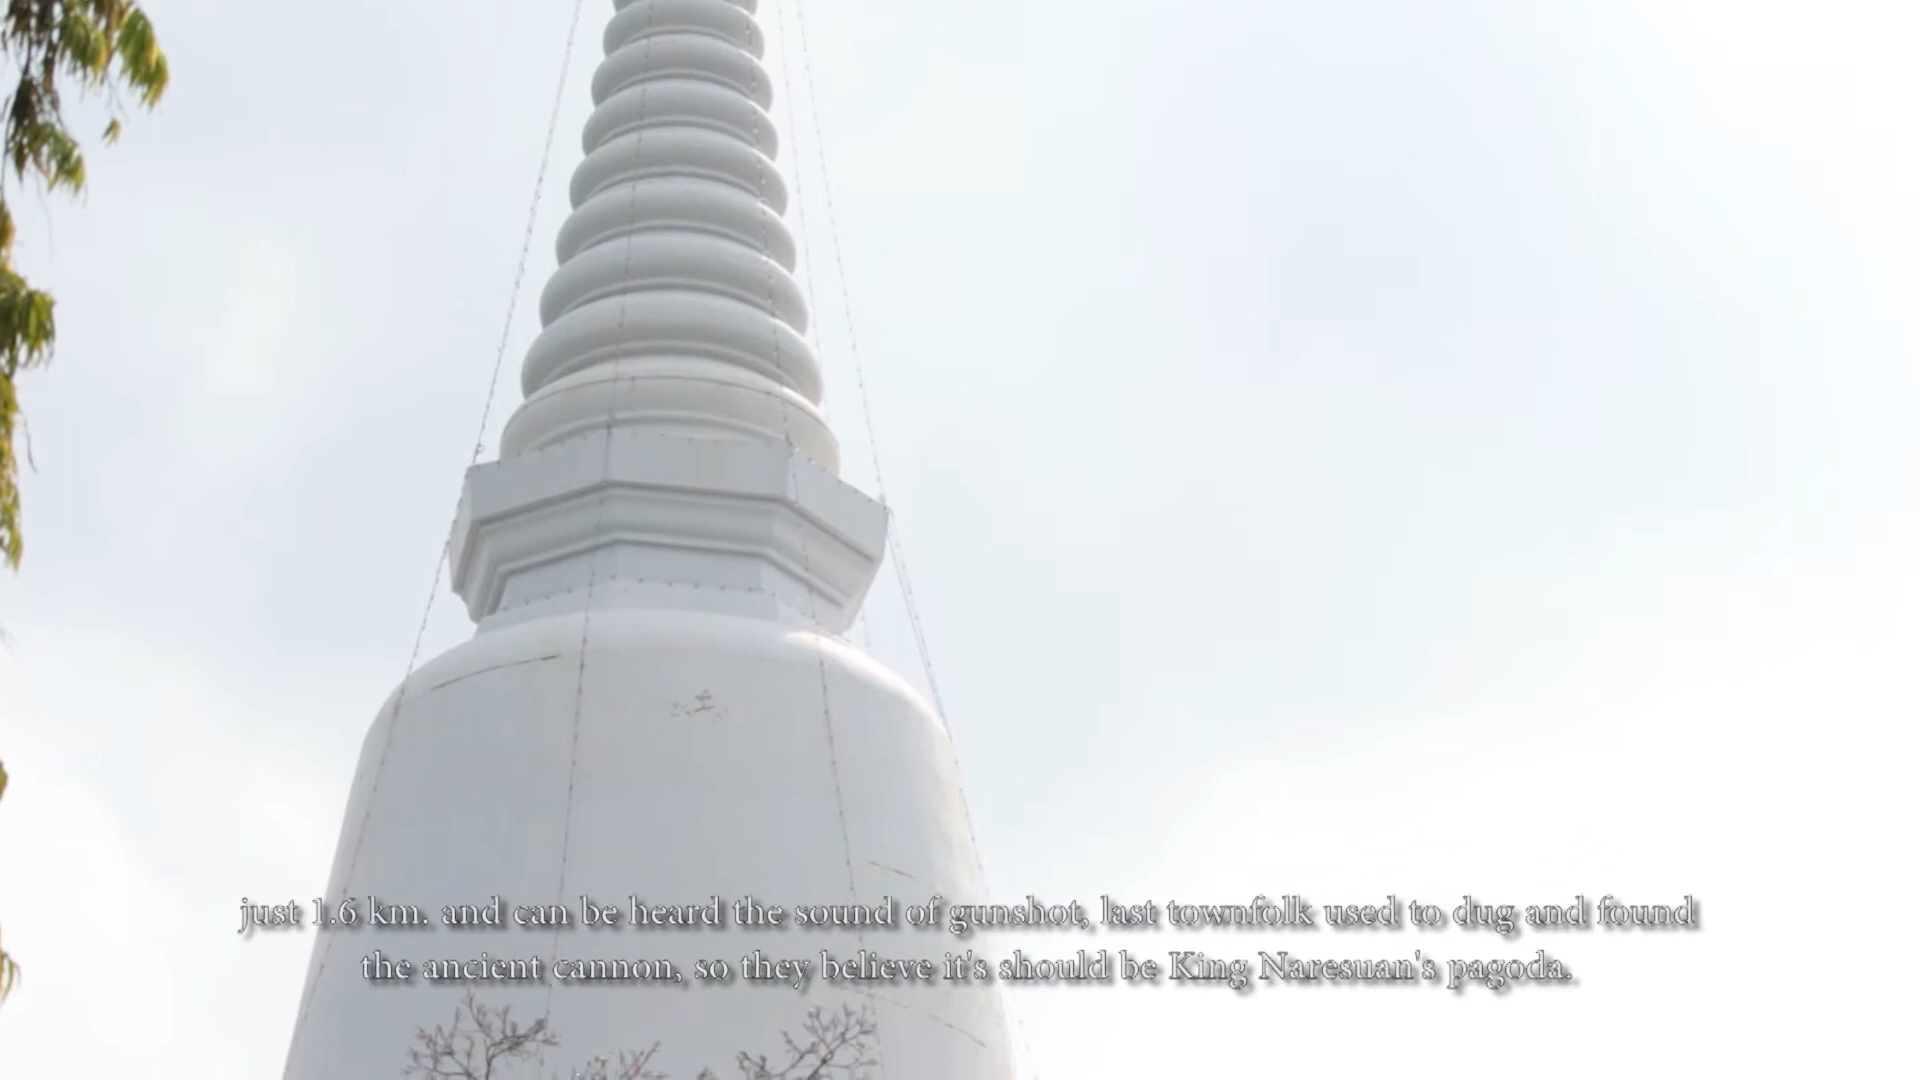 just 1.6 km. and can be heard the sound of gunshot, last townfolk used to dug and found
the ancient cannon, so they believe it's should be King Naresuan's pagoda.